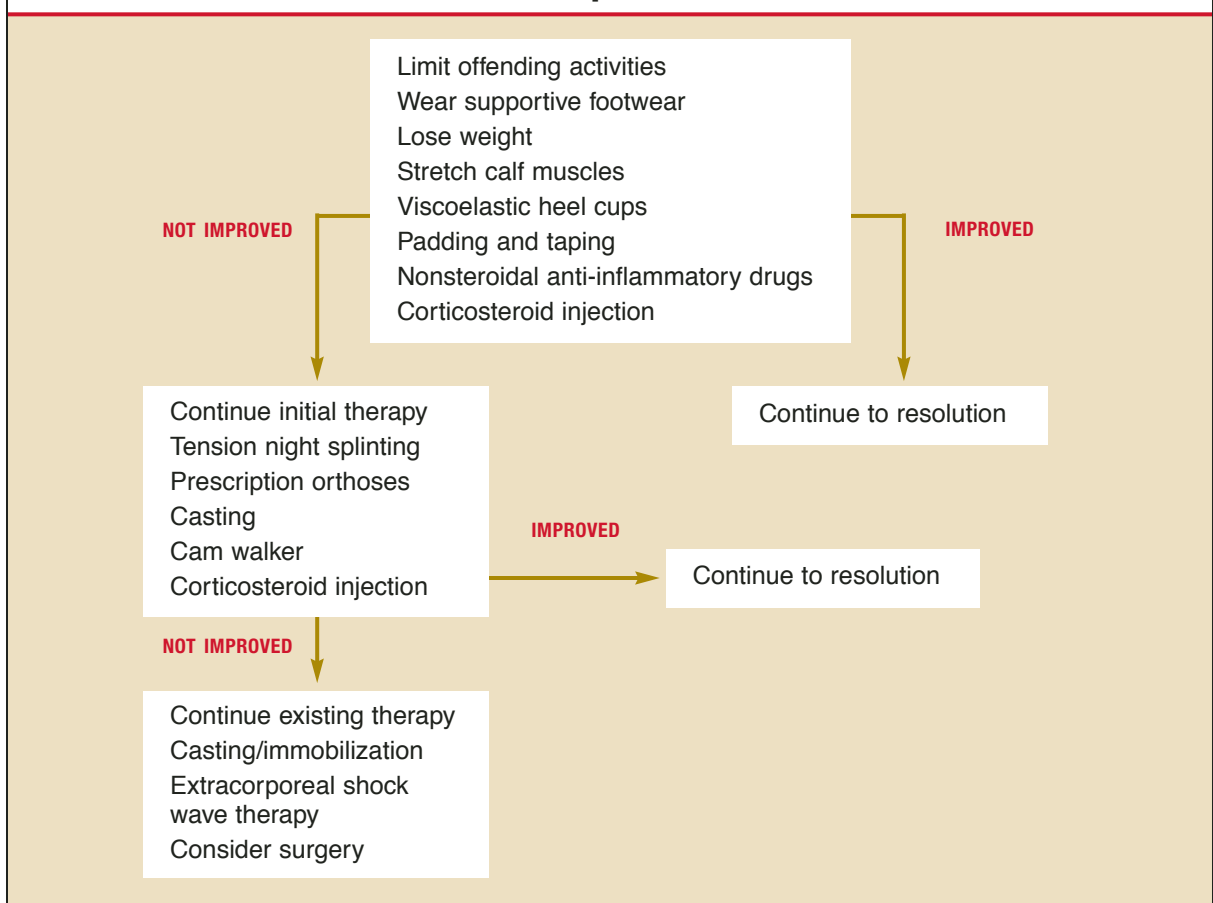 Limit offending activities
Wear supportive footwear
Lose weight
Stretch calf muscles
Viscoelastic heel cups
Padding and taping
Nonsteroidal anti-inflammatory drugs
Corticosteroid injection
NOT IMPROVED
IMPROVED
Continue initial therapy
Tension night splinting
Prescription orthoses
Casting
Cam walker
Corticosteroid injection
Continue to resolution
IMPROVED
Continue to resolution
NOT IMPROVED
Continue existing therapy
Casting/immobilization
Extracorporeal shock
wave therapy
Consider surgery